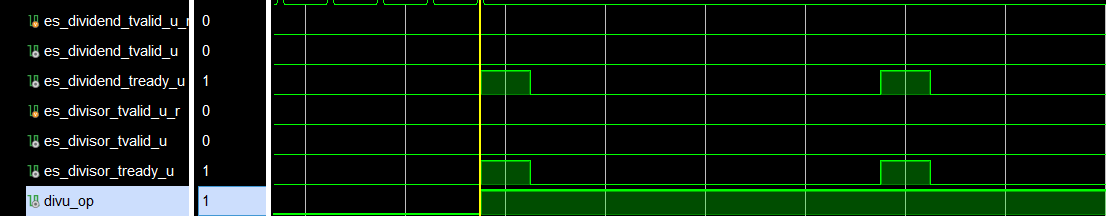 es_dividend_tvalid_u_r 0
es_dividend_tvalid_u 0
es_dividend_tready_u 1
es_divisor_tvalid_u_r 0
es_divisor_tvalid_u 0
es_divisor_tready_u 1
divu_op 1